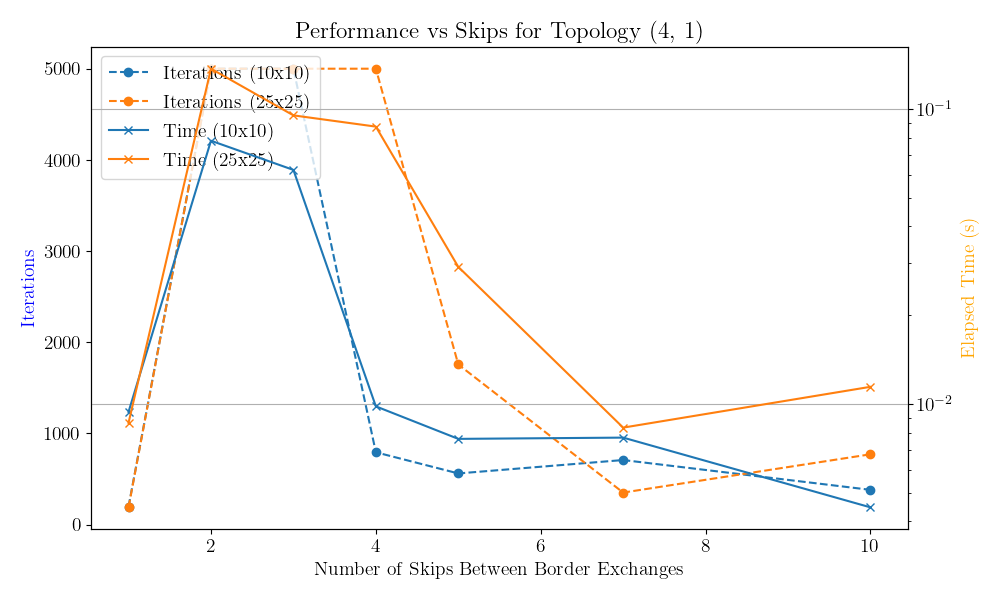 Performance vs Skips for Topology (4, 1)
Iterations (10x10)
Iterations (25x25)
Time (10x10)
Time (25x25)
5000
4000
3000
2000
1000
0
Iterations
2
4
6
8
10
Number of Skips Between Border Exchanges
10⁻¹
10⁻²
Elapsed Time (s)